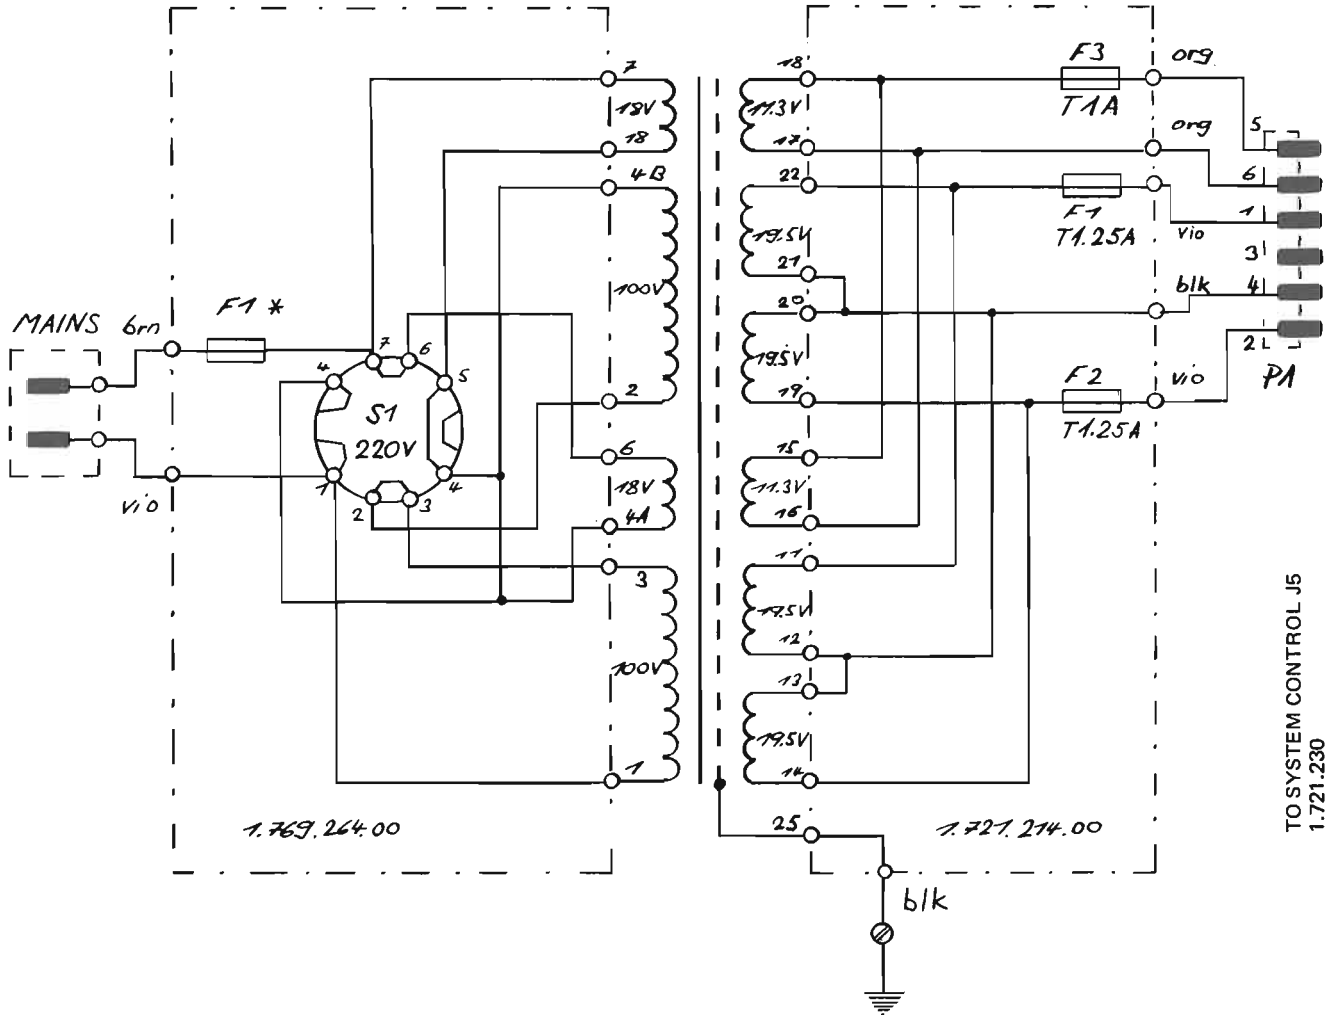 MAINS
brn
vio
F1 *
S1
220V
7
6
5
4
3
2
1
4
7
18V
18
4B
100V
2
6
18V
4A
3
100V
1
1.769.264.00
18
11.3V
17
22
19.5V
21
20
19.5V
19
15
11.3V
16
11
19.5V
12
13
19.5V
14
25
F3
T1A
F1
T1.25A
F2
T1.25A
1.721.214.00
blk
org
org
vio
blk
vio
5
6
1
3
4
2
P1
TO SYSTEM CONTROL J5
1.721.230